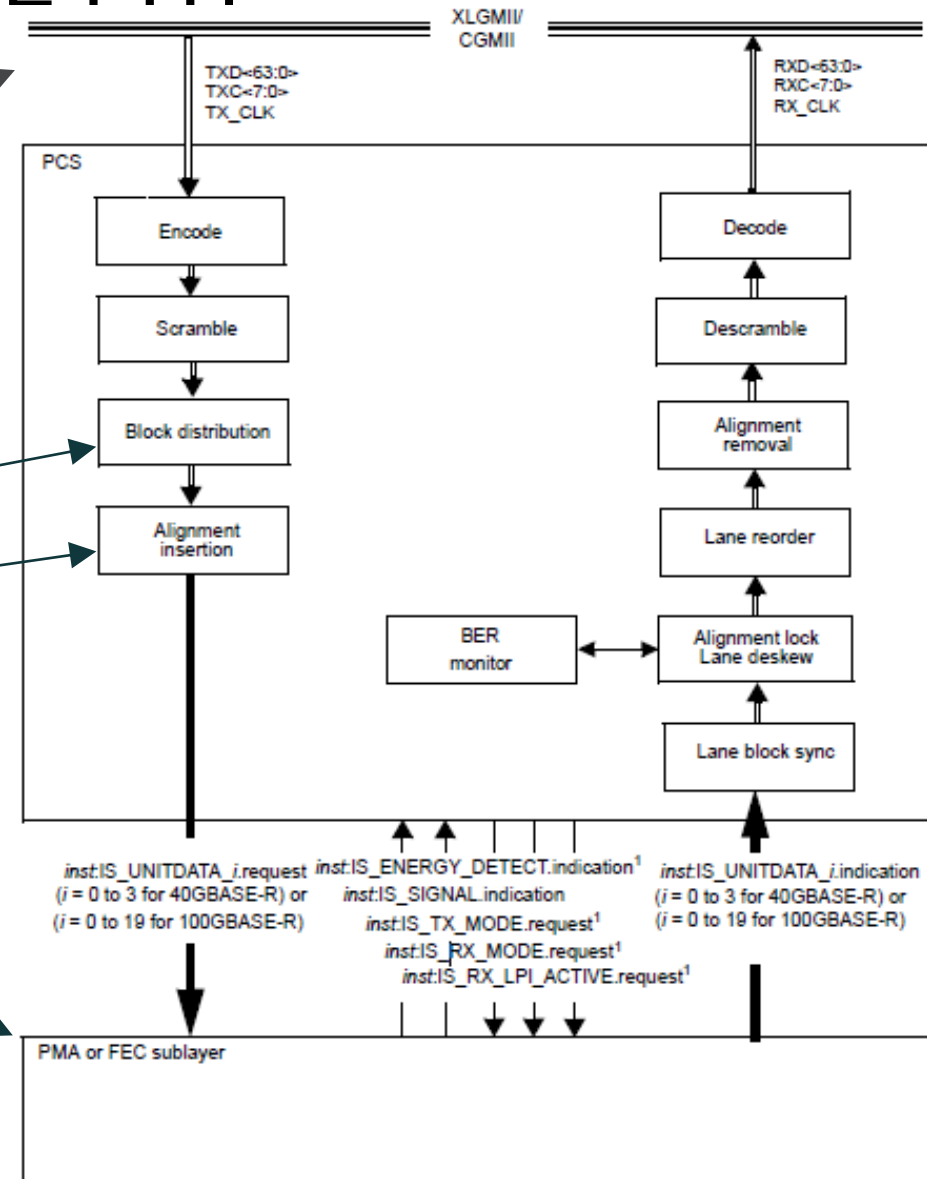 XLGMII/
CGMII
TXD<63:0>
TXC<7:0>
TX_CLK
RXD<63:0>
RXC<7:0>
RX_CLK
PCS
Encode
Scramble
Block distribution
Alignment
insertion
Decode
Descramble
Alignment
removal
Lane reorder
Alignment lock
Lane deskew
BER
monitor
Lane block sync
inst:IS_UNITDATA_i.request
(i = 0 to 3 for 40GBASE-R) or
(i = 0 to 19 for 100GBASE-R)
inst:IS_ENERGY_DETECT.indication¹
inst:IS_SIGNAL.indication
inst:IS_TX_MODE.request¹
inst:IS_RX_MODE.request¹
inst:IS_RX_LPI_ACTIVE.request¹
inst:IS_UNITDATA_i.indication
(i = 0 to 3 for 40GBASE-R) or
(i = 0 to 19 for 100GBASE-R)
PMA or FEC sublayer